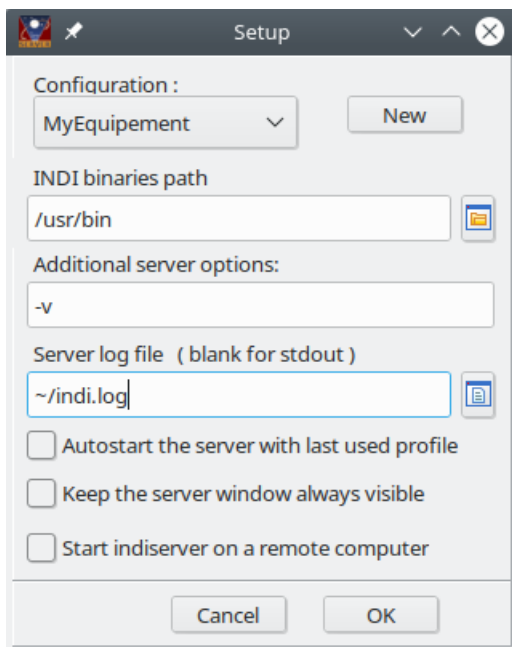 Setup
Configuration :
MyEquipement
New
INDI binaries path
/usr/bin
Additional server options:
-v
Server log file ( blank for stdout )
~/indi.log
Autostart the server with last used profile
Keep the server window always visible
Start indiserver on a remote computer
Cancel OK